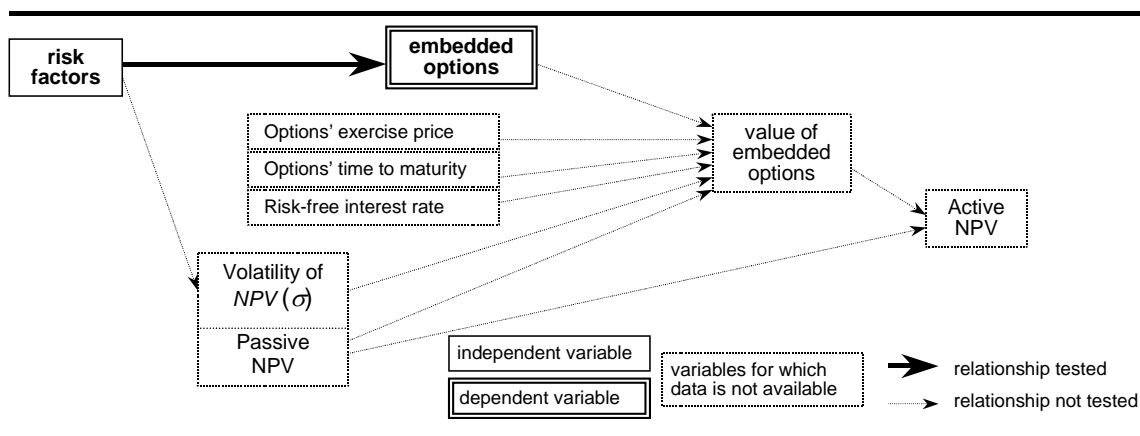 risk
factors
embedded
options
Options’ exercise price
Options’ time to maturity
Risk-free interest rate
value of
embedded
options
Active
NPV
Volatility of
NPV (σ)
Passive
NPV
independent variable
dependent variable
variables for which
data is not available
relationship tested
relationship not tested